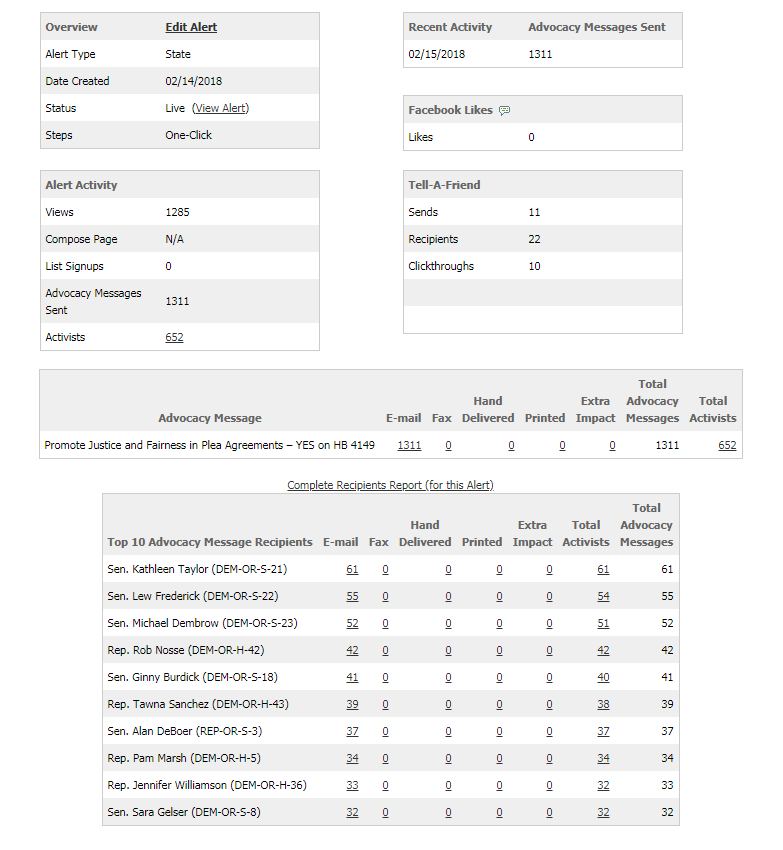 Overview Edit Alert
Alert Type State
Date Created 02/14/2018
Status Live (View Alert)
Steps One-Click
Recent Activity Advocacy Messages Sent
02/15/2018 1311
Facebook Likes
Likes 0
Alert Activity
Views 1285
Compose Page N/A
List Signups 0
Advocacy Messages
Sent 1311
Activists 652
Tell-A-Friend
Sends 11
Recipients 22
Clickthroughs 10
Advocacy Message E-mail Fax Hand Delivered Printed Extra Impact Total Advocacy Messages Total Activists
Promote Justice and Fairness in Plea Agreements – YES on HB 4149 1311 0 0 0 0 1311 652
Complete Recipients Report (for this Alert)
Top 10 Advocacy Message Recipients E-mail Fax Hand Delivered Printed Extra Impact Total Activists Total Advocacy Messages
Sen. Kathleen Taylor (DEM-OR-S-21) 61 0 0 0 0 61 61
Sen. Lew Frederick (DEM-OR-S-22) 55 0 0 0 0 54 55
Sen. Michael Dembrow (DEM-OR-S-23) 52 0 0 0 0 51 52
Rep. Rob Nosse (DEM-OR-H-42) 42 0 0 0 0 42 42
Sen. Ginny Burdick (DEM-OR-S-18) 41 0 0 0 0 40 41
Rep. Tawna Sanchez (DEM-OR-H-43) 39 0 0 0 0 38 39
Sen. Alan DeBoer (REP-OR-S-3) 37 0 0 0 0 37 37
Rep. Pam Marsh (DEM-OR-H-5) 34 0 0 0 0 34 34
Rep. Jennifer Williamson (DEM-OR-H-36) 33 0 0 0 0 32 33
Sen. Sara Gelser (DEM-OR-S-8) 32 0 0 0 0 32 32